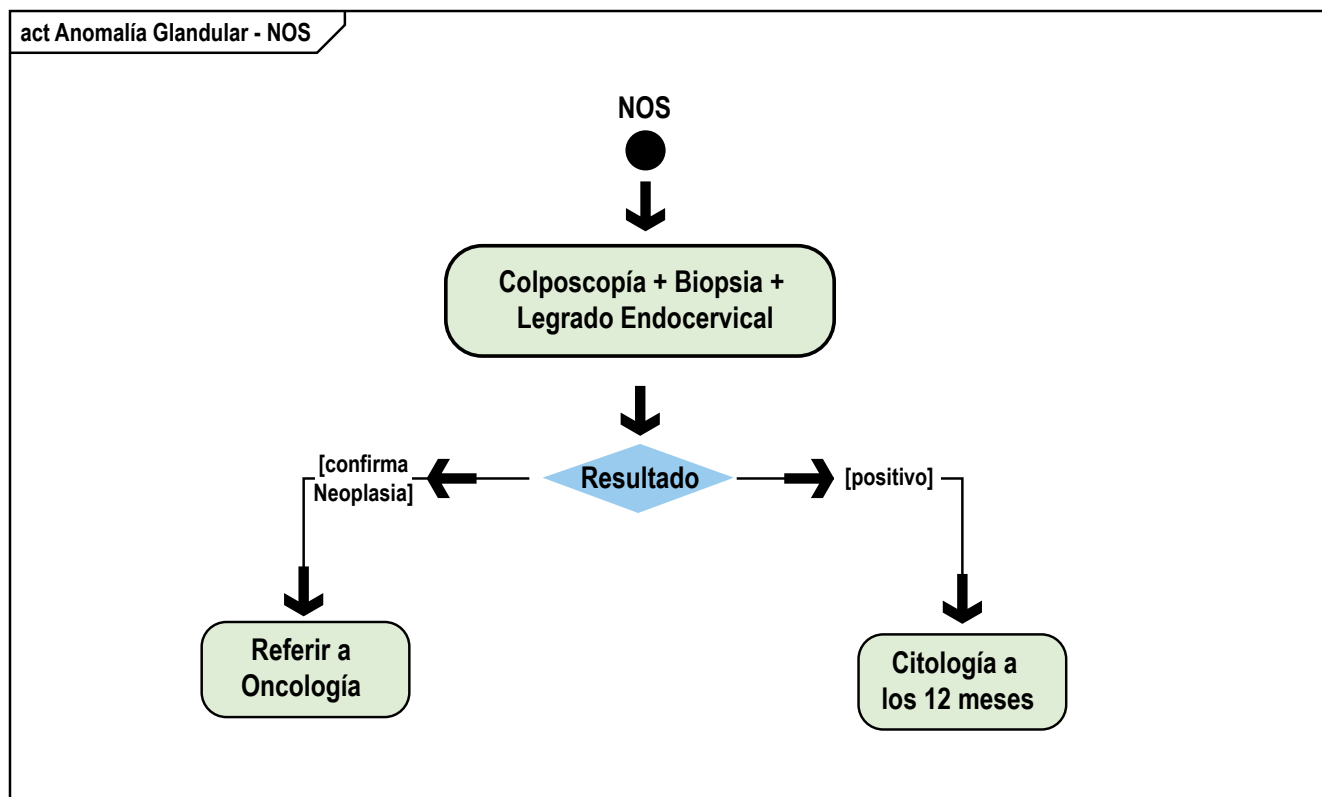 act Anomalía Glandular - NOS
NOS
Colposcopía + Biopsia +
Legrado Endocervical
Resultado
[confirma
Neoplasia]
[positivo]
Referir a
Oncología
Citología a
los 12 meses